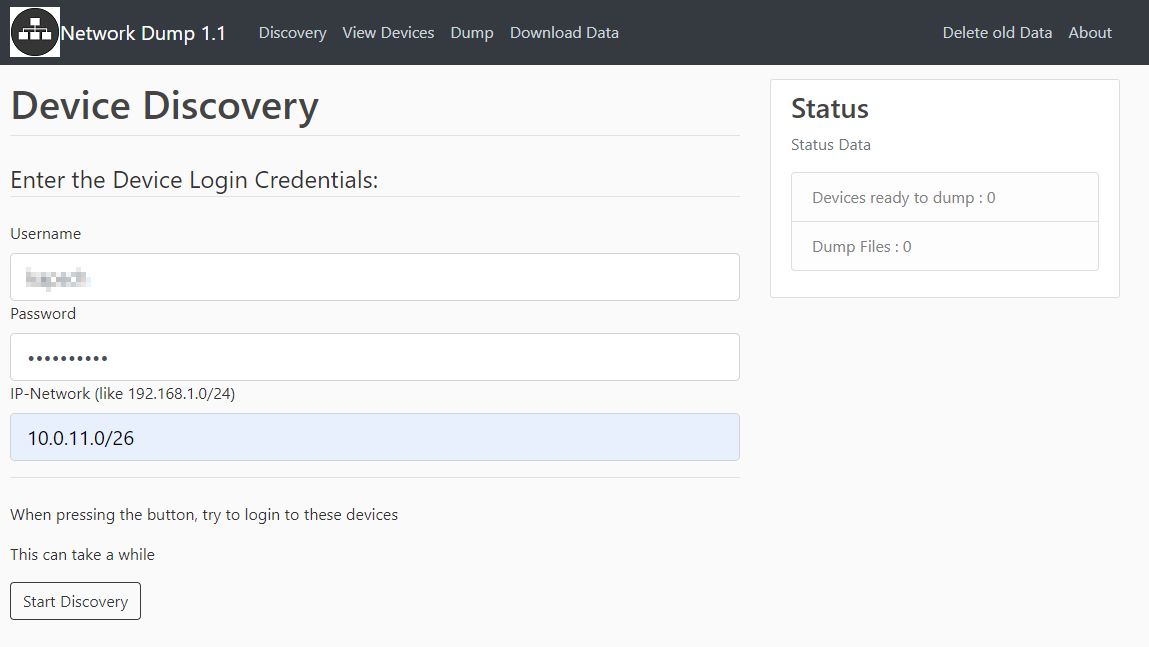 Network Dump 1.1 Discovery View Devices Dump Download Data Delete old Data About
Device Discovery
Enter the Device Login Credentials:
Username
Password
••••••••••
IP-Network (like 192.168.1.0/24)
10.0.11.0/26
When pressing the button, try to login to these devices
This can take a while
Start Discovery
Status
Status Data
Devices ready to dump : 0
Dump Files : 0